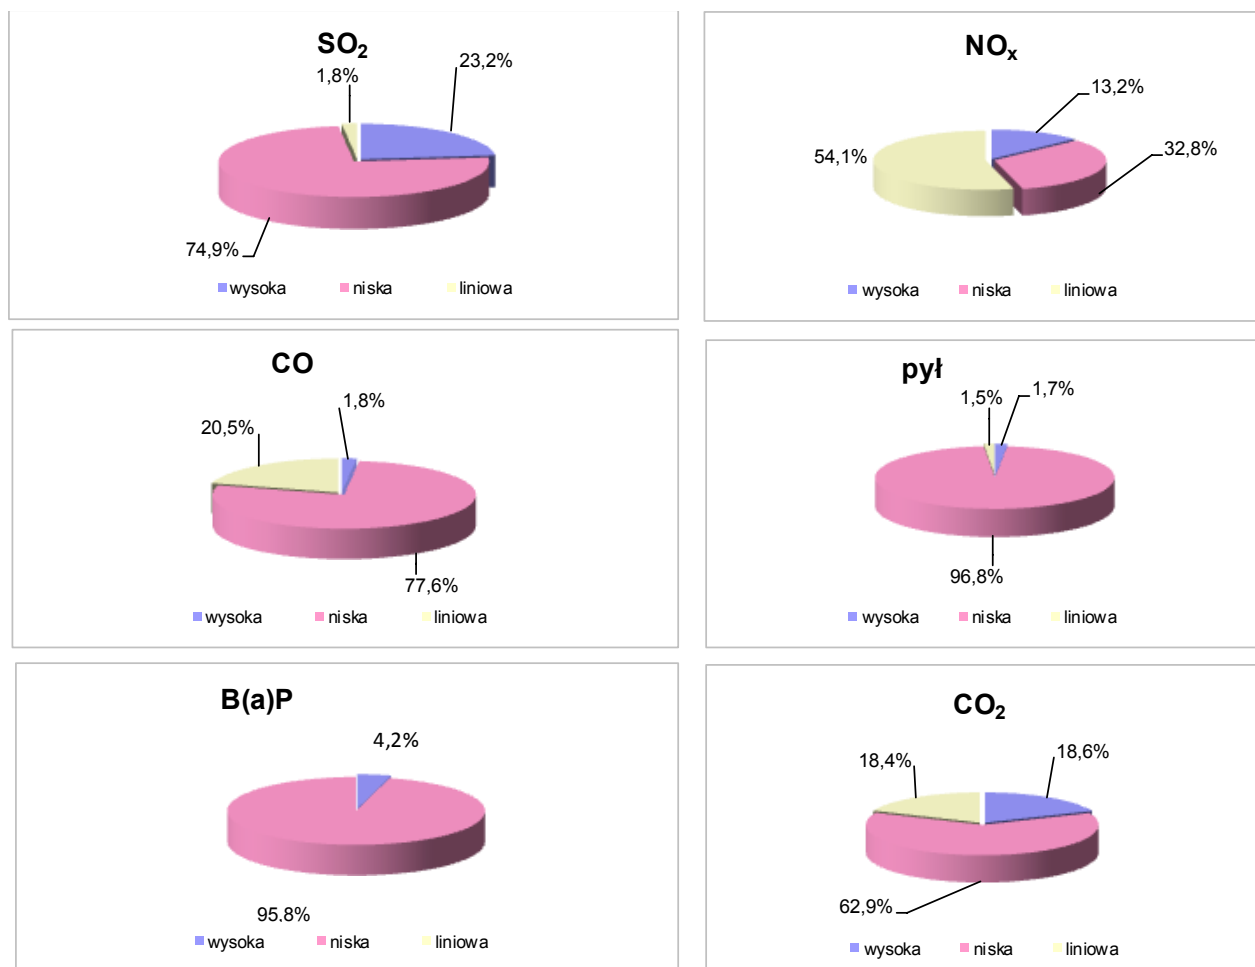 SO2
1,8%
23,2%
74,9%
wysoka niska liniowa
NOx
13,2%
54,1%
32,8%
wysoka niska liniowa
CO
1,8%
20,5%
77,6%
wysoka niska liniowa
pył
1,5%
1,7%
96,8%
wysoka niska liniowa
B(a)P
4,2%
95,8%
wysoka niska liniowa
CO2
18,4%
18,6%
62,9%
wysoka niska liniowa